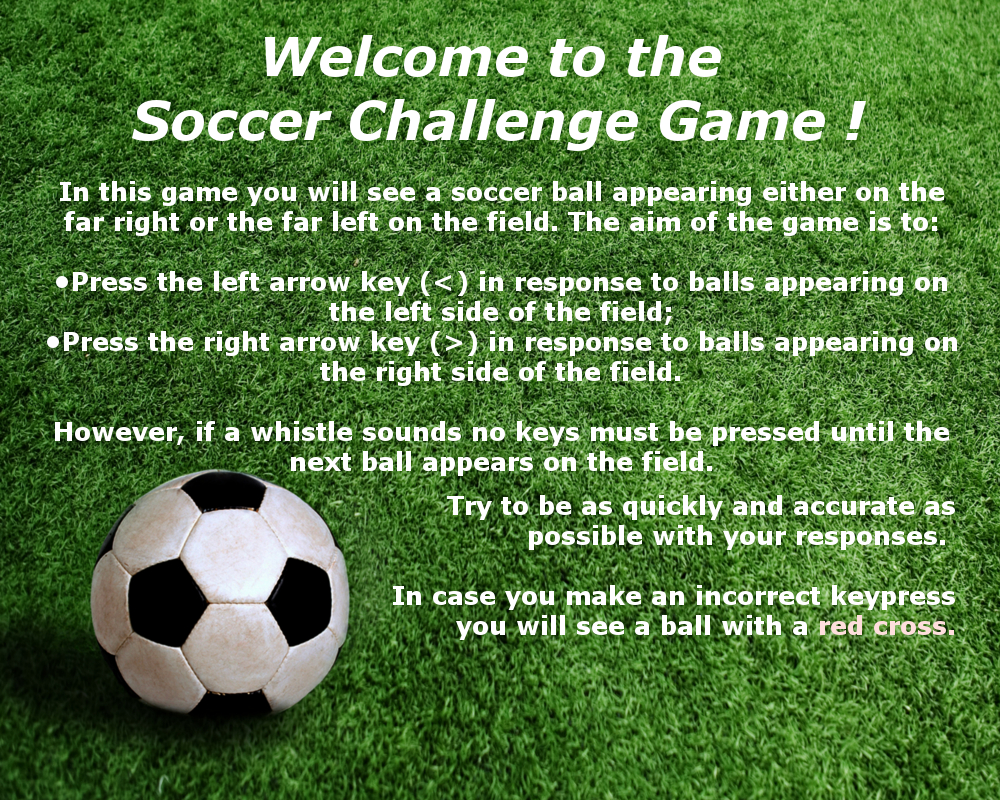 Welcome to the
Soccer Challenge Game !
In this game you will see a soccer ball appearing either on the
far right or the far left on the field. The aim of the game is to:
•Press the left arrow key (<) in response to balls appearing on
the left side of the field;
•Press the right arrow key (>) in response to balls appearing on
the right side of the field.
However, if a whistle sounds no keys must be pressed until the
next ball appears on the field.
Try to be as quickly and accurate as
possible with your responses.
In case you make an incorrect keypress
you will see a ball with a red cross.